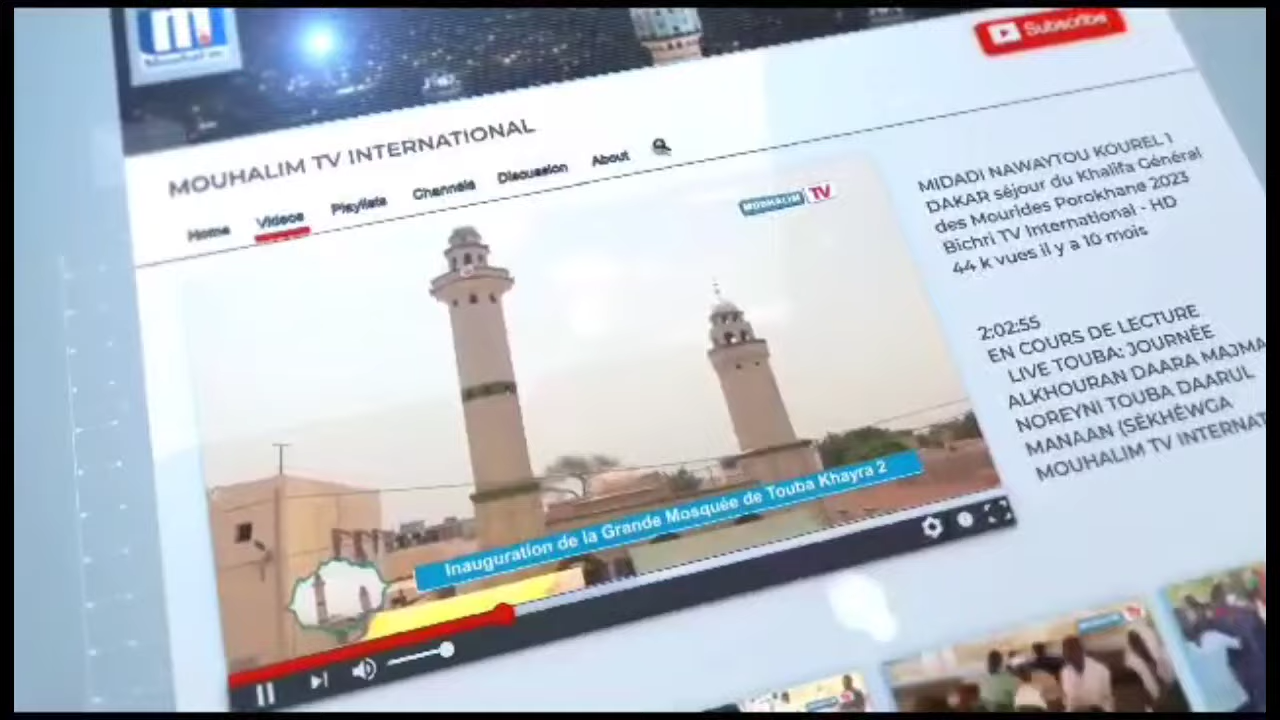 m
Subscribe
MOUHALIM TV INTERNATIONAL
Home Videos Playlists Channels Discussion About
MOUHALIM TV
Inauguration de la Grande Mosquée de Touba Khayra 2
MIDADI NAWAYTOU KOUREL 1
DAKAR séjour du Khalifa Général
des Mourides Porokhane 2023
Bichri TV International - HD
44 k vues il y a 10 mois
2:02:55
EN COURS DE LECTURE
LIVE TOUBA: JOURNÉE
ALKHOURAN DAARA MAJMA
NOREYNI TOUBA DAARUL
MANAAN (SÈKHÉWGA
MOUHALIM TV INTERNAT